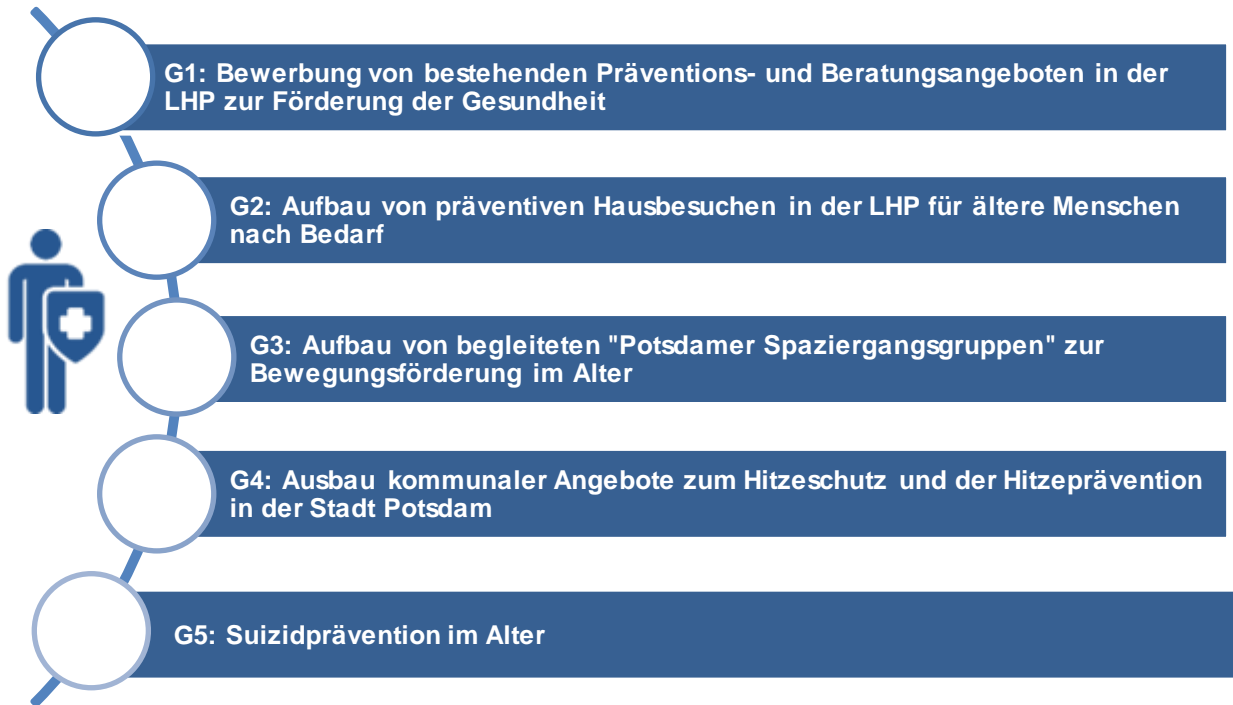 G1: Bewerbung von bestehenden Präventions- und Beratungsangeboten in der
LHP zur Förderung der Gesundheit
G2: Aufbau von präventiven Hausbesuchen in der LHP für ältere Menschen
nach Bedarf
G3: Aufbau von begleiteten "Potsdamer Spaziergangsgruppen" zur
Bewegungsförderung im Alter
G4: Ausbau kommunaler Angebote zum Hitzeschutz und der Hitzeprävention
in der Stadt Potsdam
G5: Suizidprävention im Alter